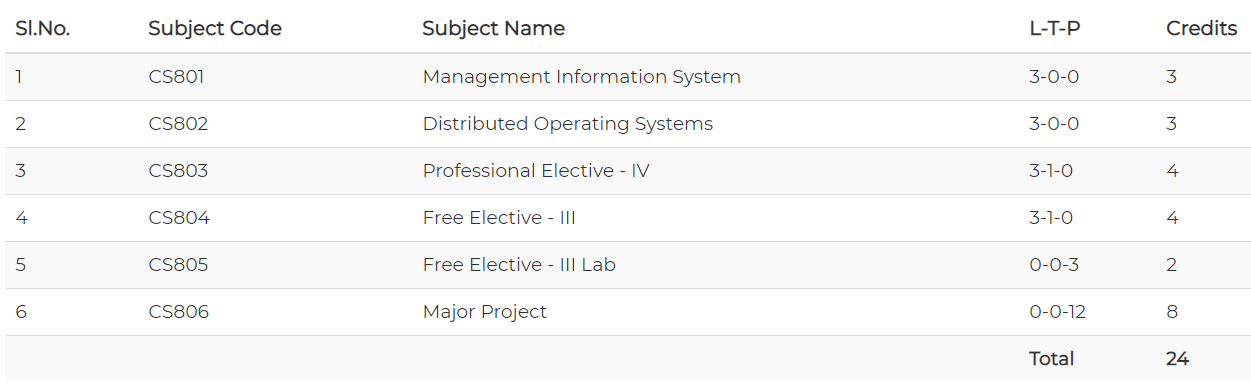 Sl.No. Subject Code Subject Name L-T-P Credits
1 CS801 Management Information System 3-0-0 3
2 CS802 Distributed Operating Systems 3-0-0 3
3 CS803 Professional Elective - IV 3-1-0 4
4 CS804 Free Elective - III 3-1-0 4
5 CS805 Free Elective - III Lab 0-0-3 2
6 CS806 Major Project 0-0-12 8
Total 24